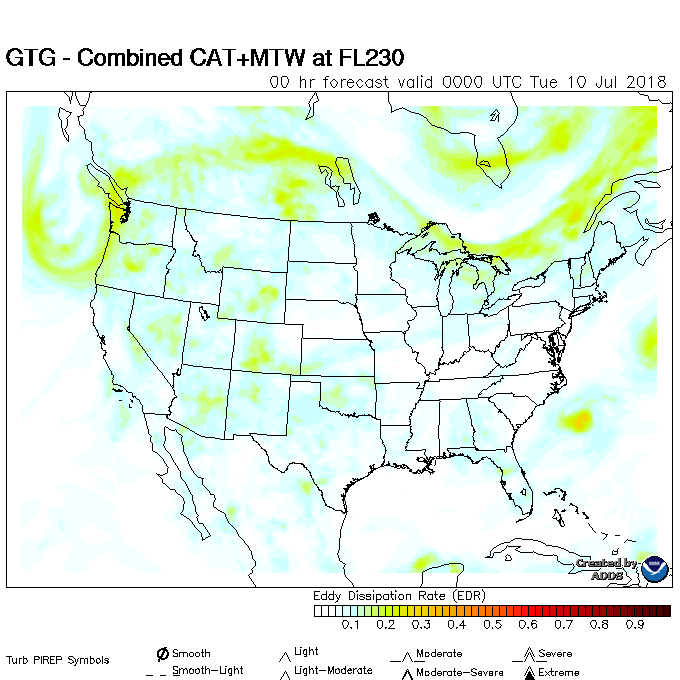 GTG - Combined CAT+MTW at FL230
00 hr forecast valid 0000 UTC Tue 10 Jul 2018
Created by
ADDS
Eddy Dissipation Rate (EDR)
0.1 0.2 0.3 0.4 0.5 0.6 0.7 0.8 0.9
Turb PIREP Symbols
Smooth Light Moderate Severe
Smooth-Light Light-Moderate Moderate-Severe Extreme